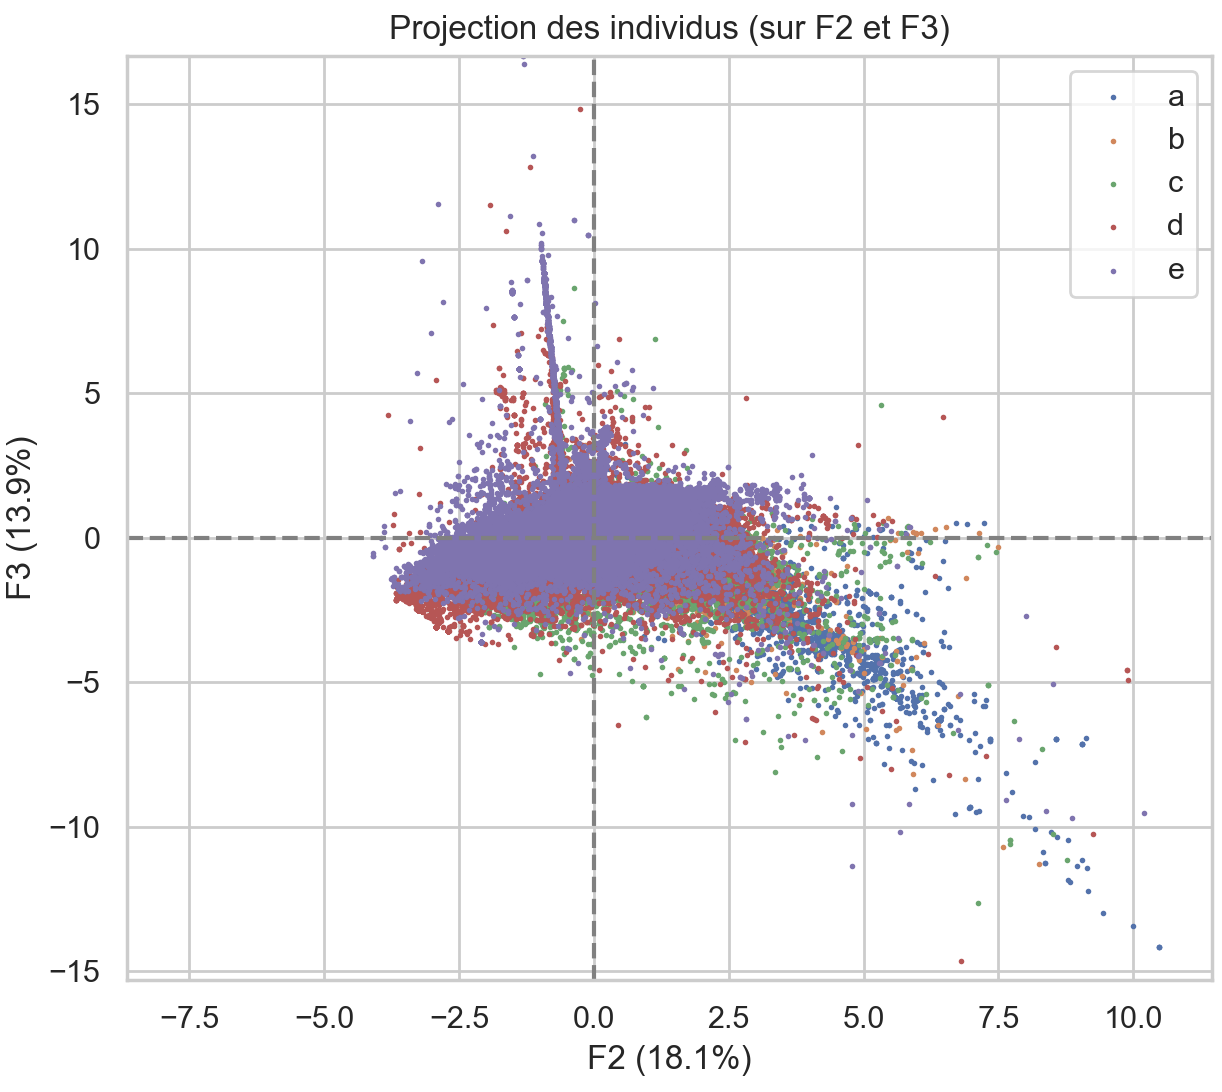 Projection des individus (sur F2 et F3)
a
b
c
d
e
15
10
5
0
−5
−10
−15
F3 (13.9%)
−7.5 −5.0 −2.5 0.0 2.5 5.0 7.5 10.0
F2 (18.1%)